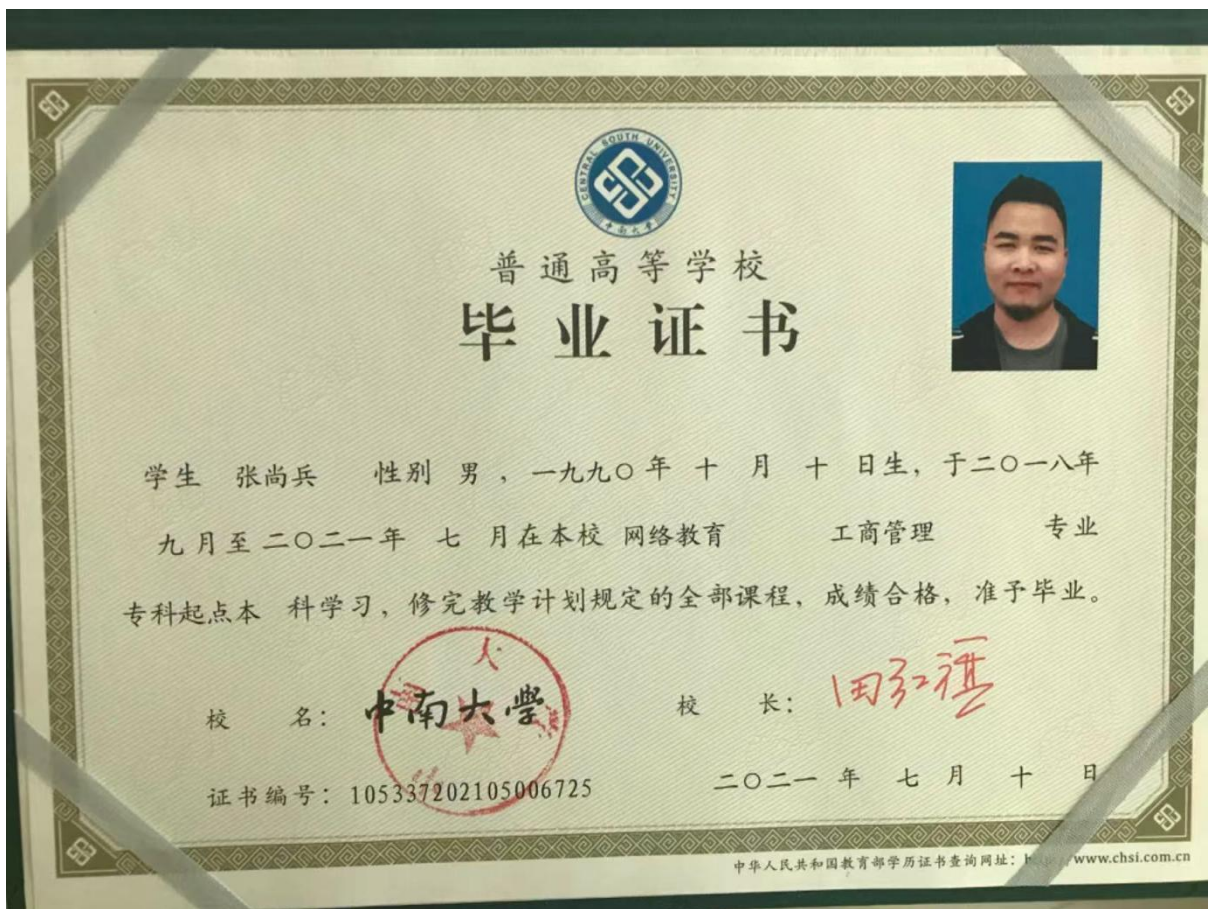 CENTRAL SOUTH UNIVERSITY
中南大学
普通高等学校
毕业证书
学生 张尚兵 性别 男 ，一九九〇年 十 月 十 日生，于二〇一八年
九月至二〇二一年 七 月在本校 网络教育 工商管理 专业
专科起点本 科学习，修完教学计划规定的全部课程，成绩合格，准予毕业。
校 名： 中南大學 校 长： 田红旗
证书编号：105337202105006725 二〇二一 年 七 月 十 日
中华人民共和国教育部学历证书查询网址： www.chsi.com.cn